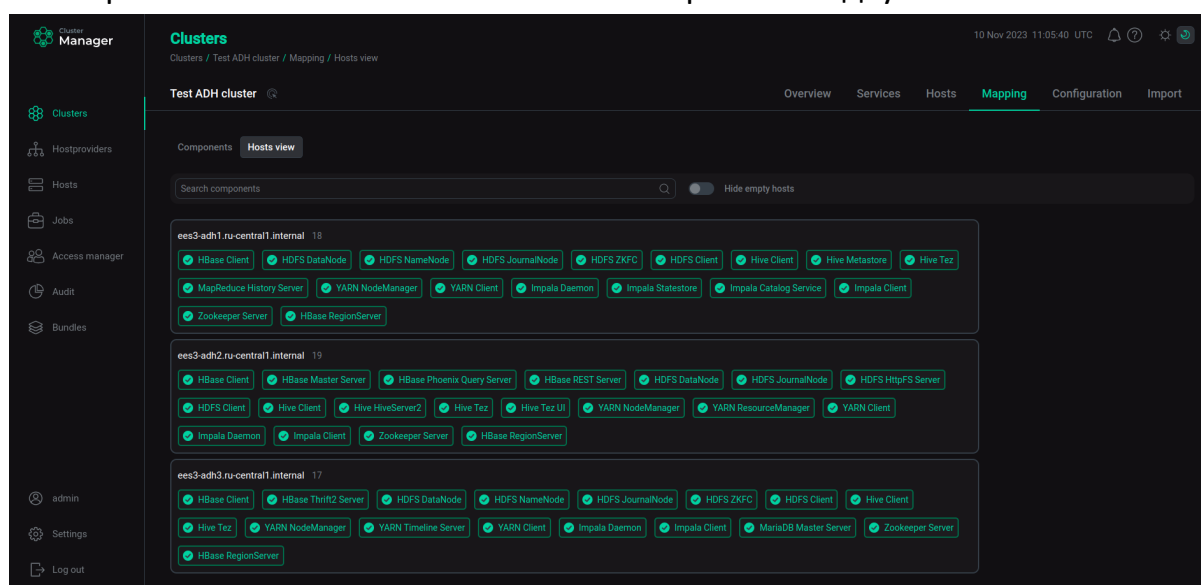 Cluster
Manager
Clusters
Clusters / Test ADH cluster / Mapping / Hosts view
10 Nov 2023 11:05:40 UTC
Test ADH cluster
Overview Services Hosts Mapping Configuration Import
Clusters
Hostproviders
Hosts
Jobs
Access manager
Audit
Bundles
admin
Settings
Log out
Components Hosts view
Search components
Hide empty hosts
ees3-adh1.ru-central1.internal 18
HBase Client HDFS DataNode HDFS NameNode HDFS JournalNode HDFS ZKFC HDFS Client Hive Client Hive Metastore Hive Tez
MapReduce History Server YARN NodeManager YARN Client Impala Daemon Impala Statestore Impala Catalog Service Impala Client
Zookeeper Server HBase RegionServer
ees3-adh2.ru-central1.internal 19
HBase Client HBase Master Server HBase Phoenix Query Server HBase REST Server HDFS DataNode HDFS JournalNode HDFS HttpFS Server
HDFS Client Hive Client Hive HiveServer2 Hive Tez Hive Tez UI YARN NodeManager YARN ResourceManager YARN Client
Impala Daemon Impala Client Zookeeper Server HBase RegionServer
ees3-adh3.ru-central1.internal 17
HBase Client HBase Thrift2 Server HDFS DataNode HDFS NameNode HDFS JournalNode HDFS ZKFC HDFS Client Hive Client
Hive Tez YARN NodeManager YARN Timeline Server YARN Client Impala Daemon Impala Client MariaDB Master Server Zookeeper Server
HBase RegionServer